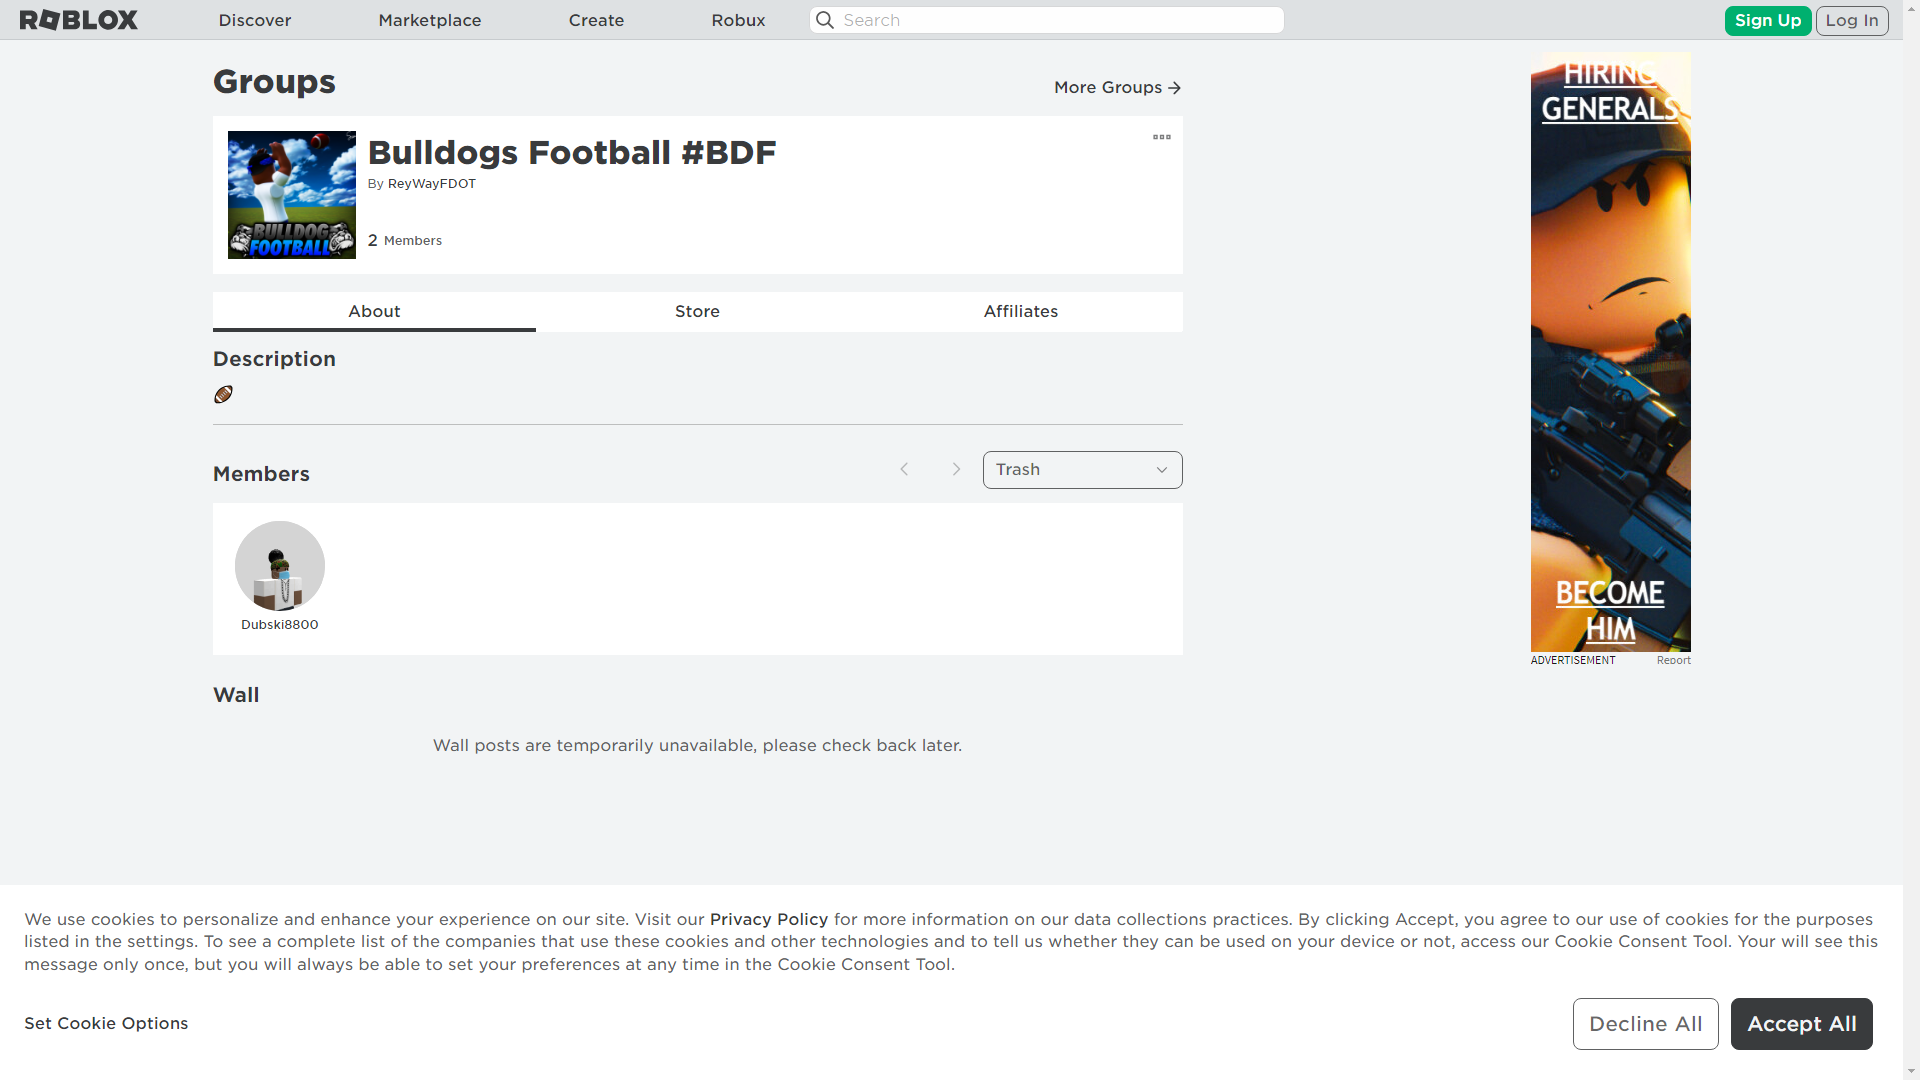 ROBLOX
Discover
Marketplace
Create
Robux
Search
Sign Up
Log In
Groups
More Groups
Bulldogs Football #BDF
By ReyWayFDOT
2 Members
BULLDOG
FOOTBALL
About
Store
Affiliates
Description
Members
Trash
Dubski8800
Wall
Wall posts are temporarily unavailable, please check back later.
HIRING
GENERALS
BECOME
HIM
ADVERTISEMENT
Report
We use cookies to personalize and enhance your experience on our site. Visit our Privacy Policy for more information on our data collections practices. By clicking Accept, you agree to our use of cookies for the purposes
listed in the settings. To see a complete list of the companies that use these cookies and other technologies and to tell us whether they can be used on your device or not, access our Cookie Consent Tool. Your will see this
message only once, but you will always be able to set your preferences at any time in the Cookie Consent Tool.
Set Cookie Options
Decline All
Accept All